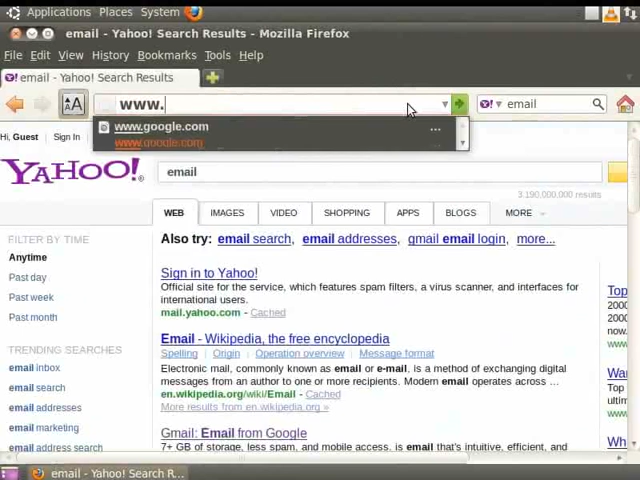 Applications Places System
email - Yahoo! Search Results - Mozilla Firefox
File Edit View History Bookmarks Tools Help
Y! email - Yahoo! Search Results
AA www. Y! email
www.google.com ...
www.google.com
Hi, Guest Sign In
YAHOO! email
3,190,000,000 results
WEB IMAGES VIDEO SHOPPING APPS BLOGS MORE
FILTER BY TIME
Anytime
Past day
Past week
Past month
TRENDING SEARCHES
email inbox
email search
email addresses
email marketing
email address search
Also try: email search, email addresses, gmail email login, more...
Sign in to Yahoo!
Official site for the service, which features spam filters, a virus scanner, and interfaces for
international users.
mail.yahoo.com - Cached
Email - Wikipedia, the free encyclopedia
Spelling | Origin | Operation overview | Message format
Electronic mail, commonly known as email or e-mail, is a method of exchanging digital
messages from an author to one or more recipients. Modern email operates across ...
en.wikipedia.org/wiki/Email - Cached
More results from en.wikipedia.org »
Gmail: Email from Google
7+ GB of storage, less spam, and mobile access. is email that's intuitive, efficient, and
Top
2000
2000
now.
www
ultim
www
Wh
email - Yahoo! Search R...